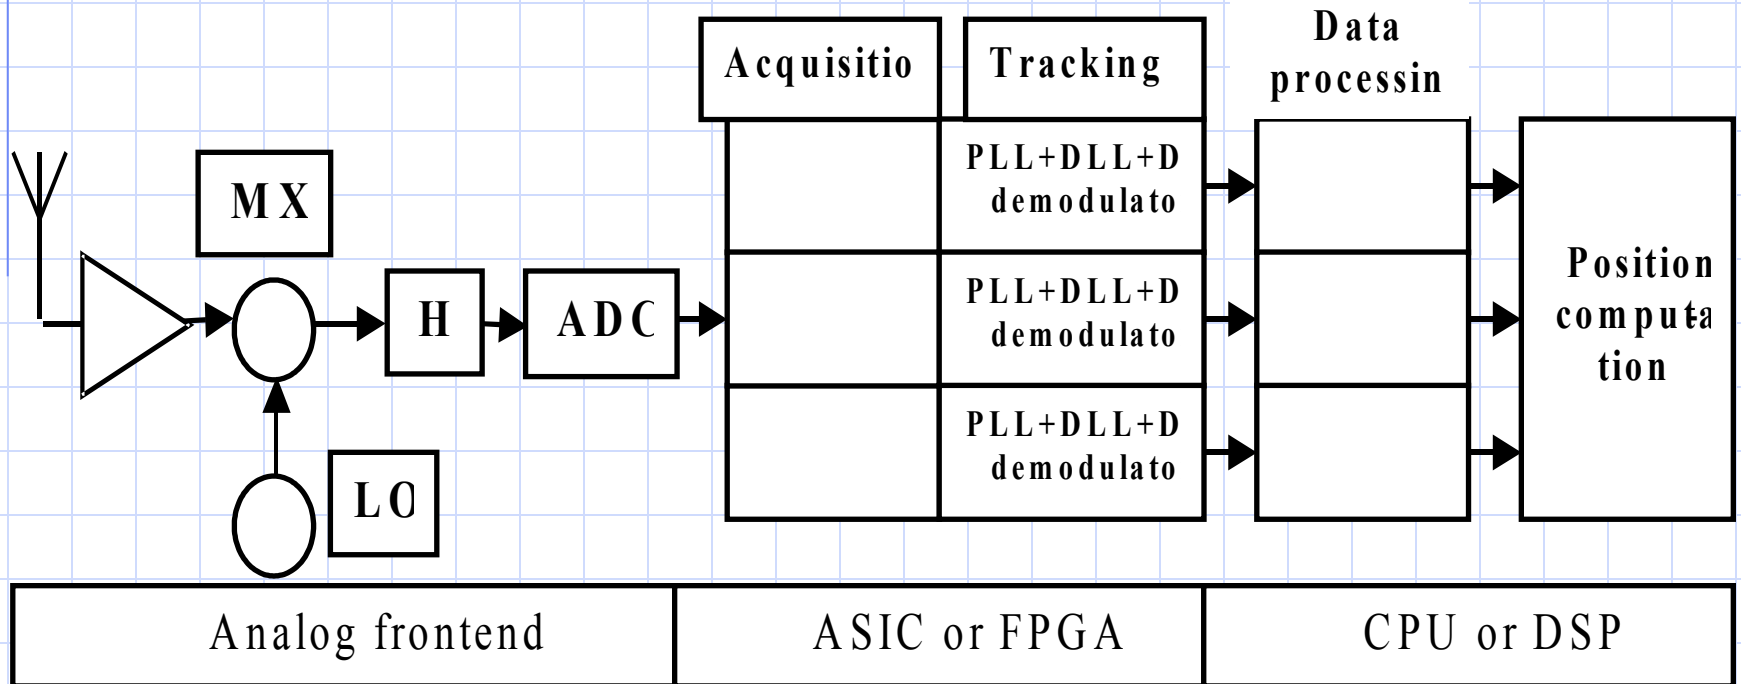 Acquisitio
Tracking
Data
processin
MX
PLL+DLL+D
demodulato
H
ADC
PLL+DLL+D
demodulato
Position
computa
tion
LO
PLL+DLL+D
demodulato
Analog frontend
ASIC or FPGA
CPU or DSP